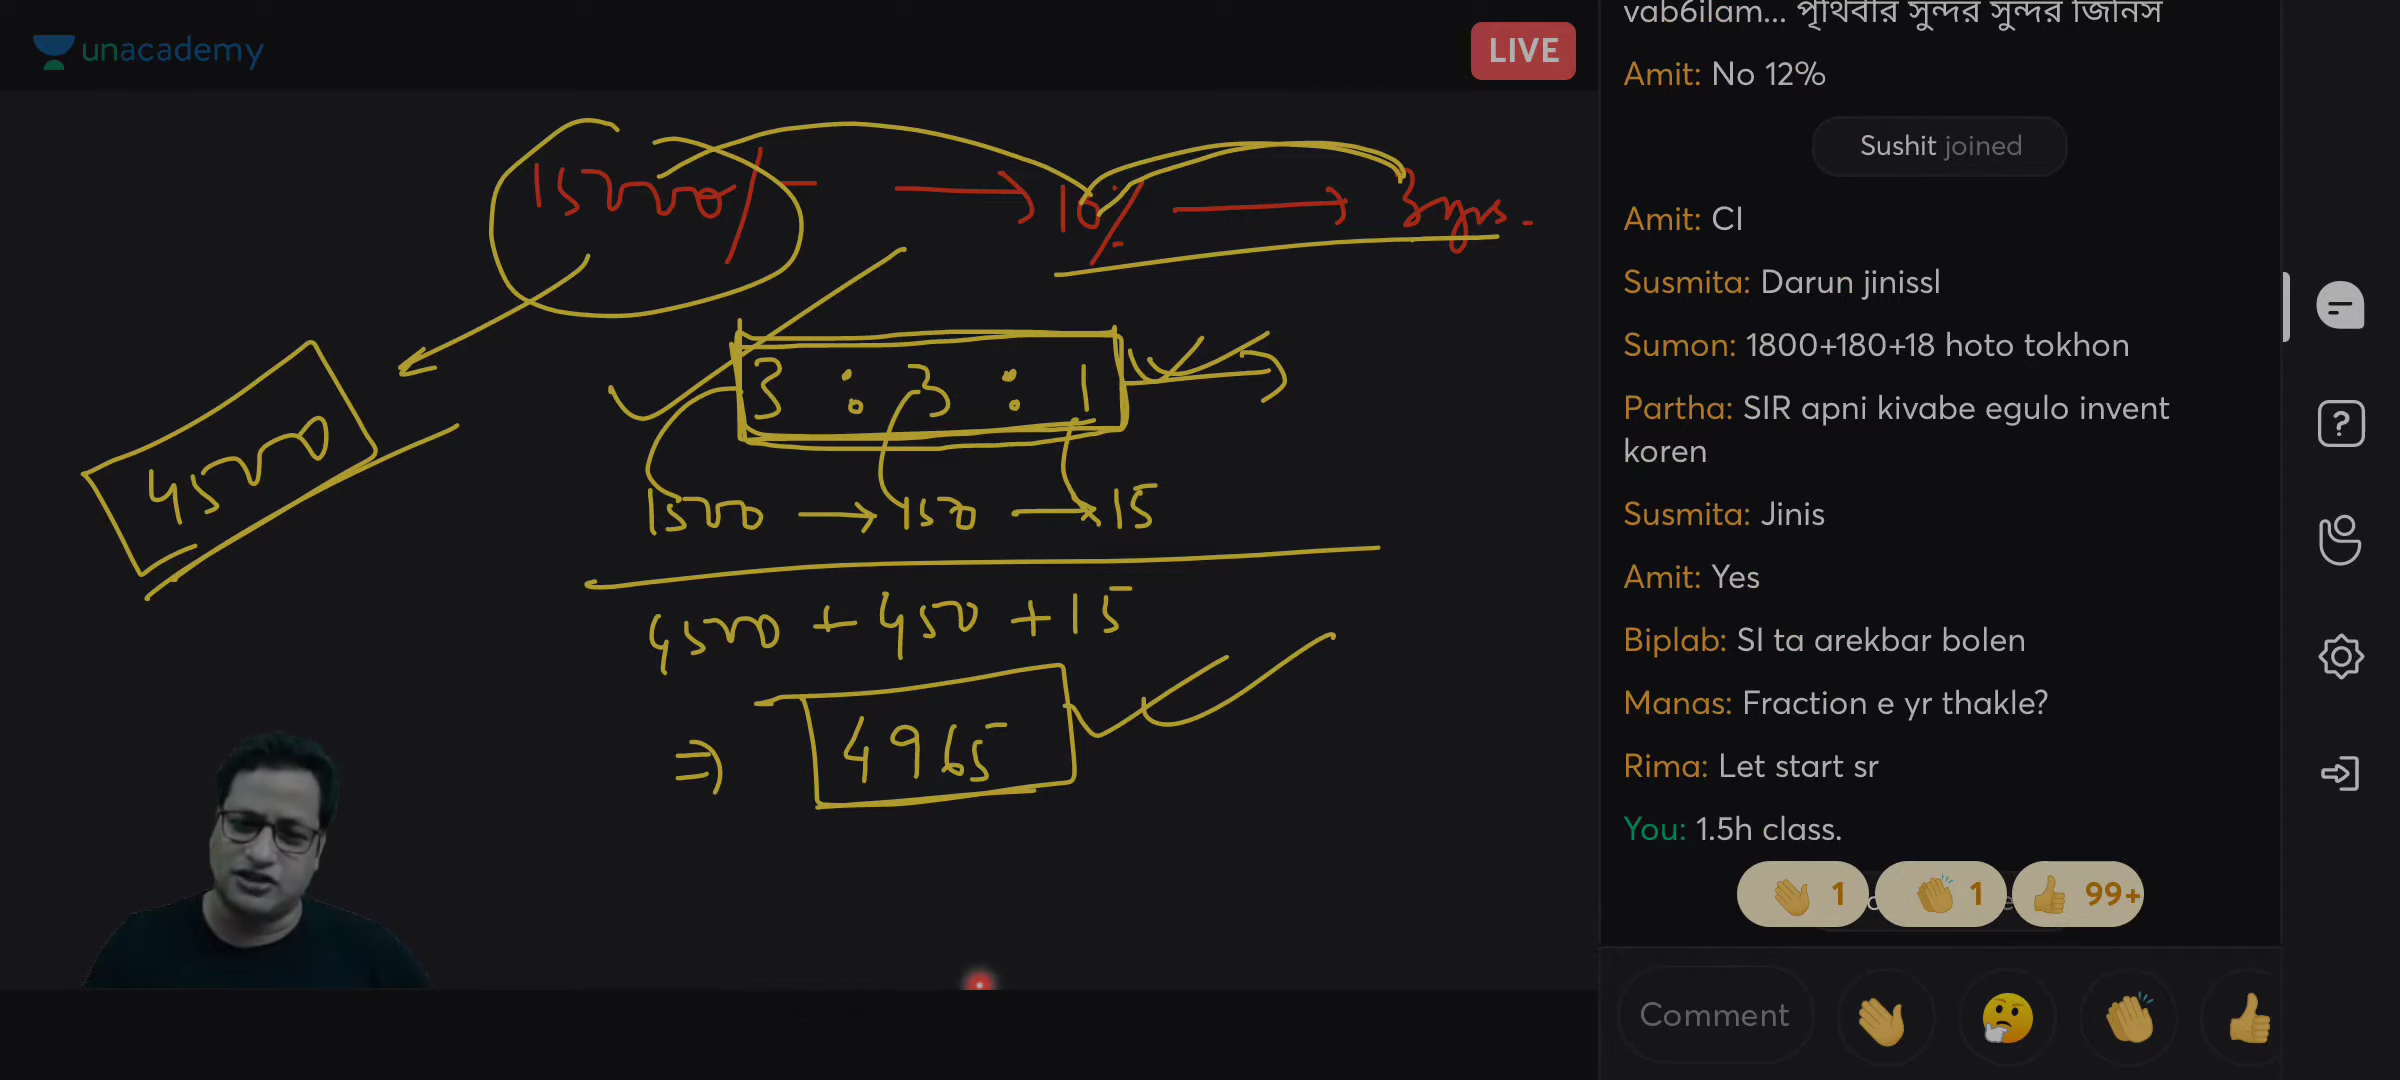 unacademy
LIVE
15000/- → 10% → 3yrs.
3 : 3 : 1
4500
1500 → 150 → 15
4500 + 450 + 15
⇒ 4965
vab6ilam... পৃথিবীর সুন্দর সুন্দর জিনিস
Amit: No 12%
Sushit joined
Amit: CI
Susmita: Darun jinissl
Sumon: 1800+180+18 hoto tokhon
Partha: SIR apni kivabe egulo invent
koren
Susmita: Jinis
Amit: Yes
Biplab: SI ta arekbar bolen
Manas: Fraction e yr thakle?
Rima: Let start sr
You: 1.5h class.
1 1 99+
Comment